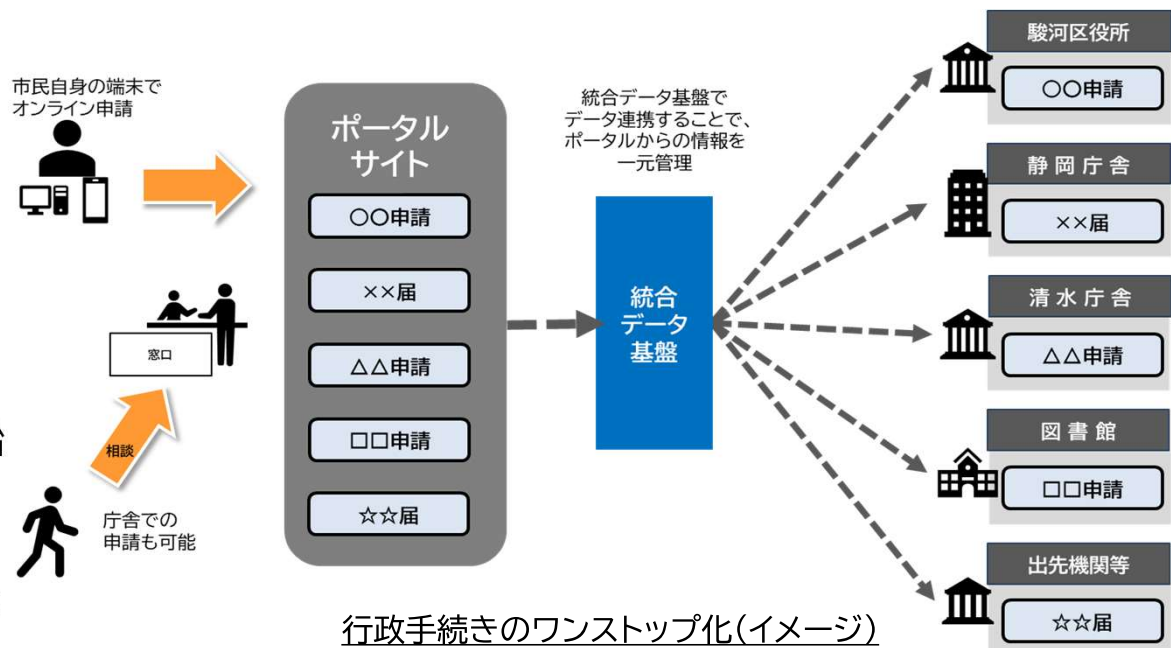 市民自身の端末で
オンライン申請
窓口
相談
庁舎での
申請も可能
ポータル
サイト
〇〇申請
××届
△△申請
□□申請
☆☆届
統合データ基盤で
データ連携することで、
ポータルからの情報を
一元管理
統合
データ
基盤
駿河区役所
〇〇申請
静岡庁舎
××届
清水庁舎
△△申請
図書館
□□申請
出先機関等
☆☆届
行政手続きのワンストップ化(イメージ)